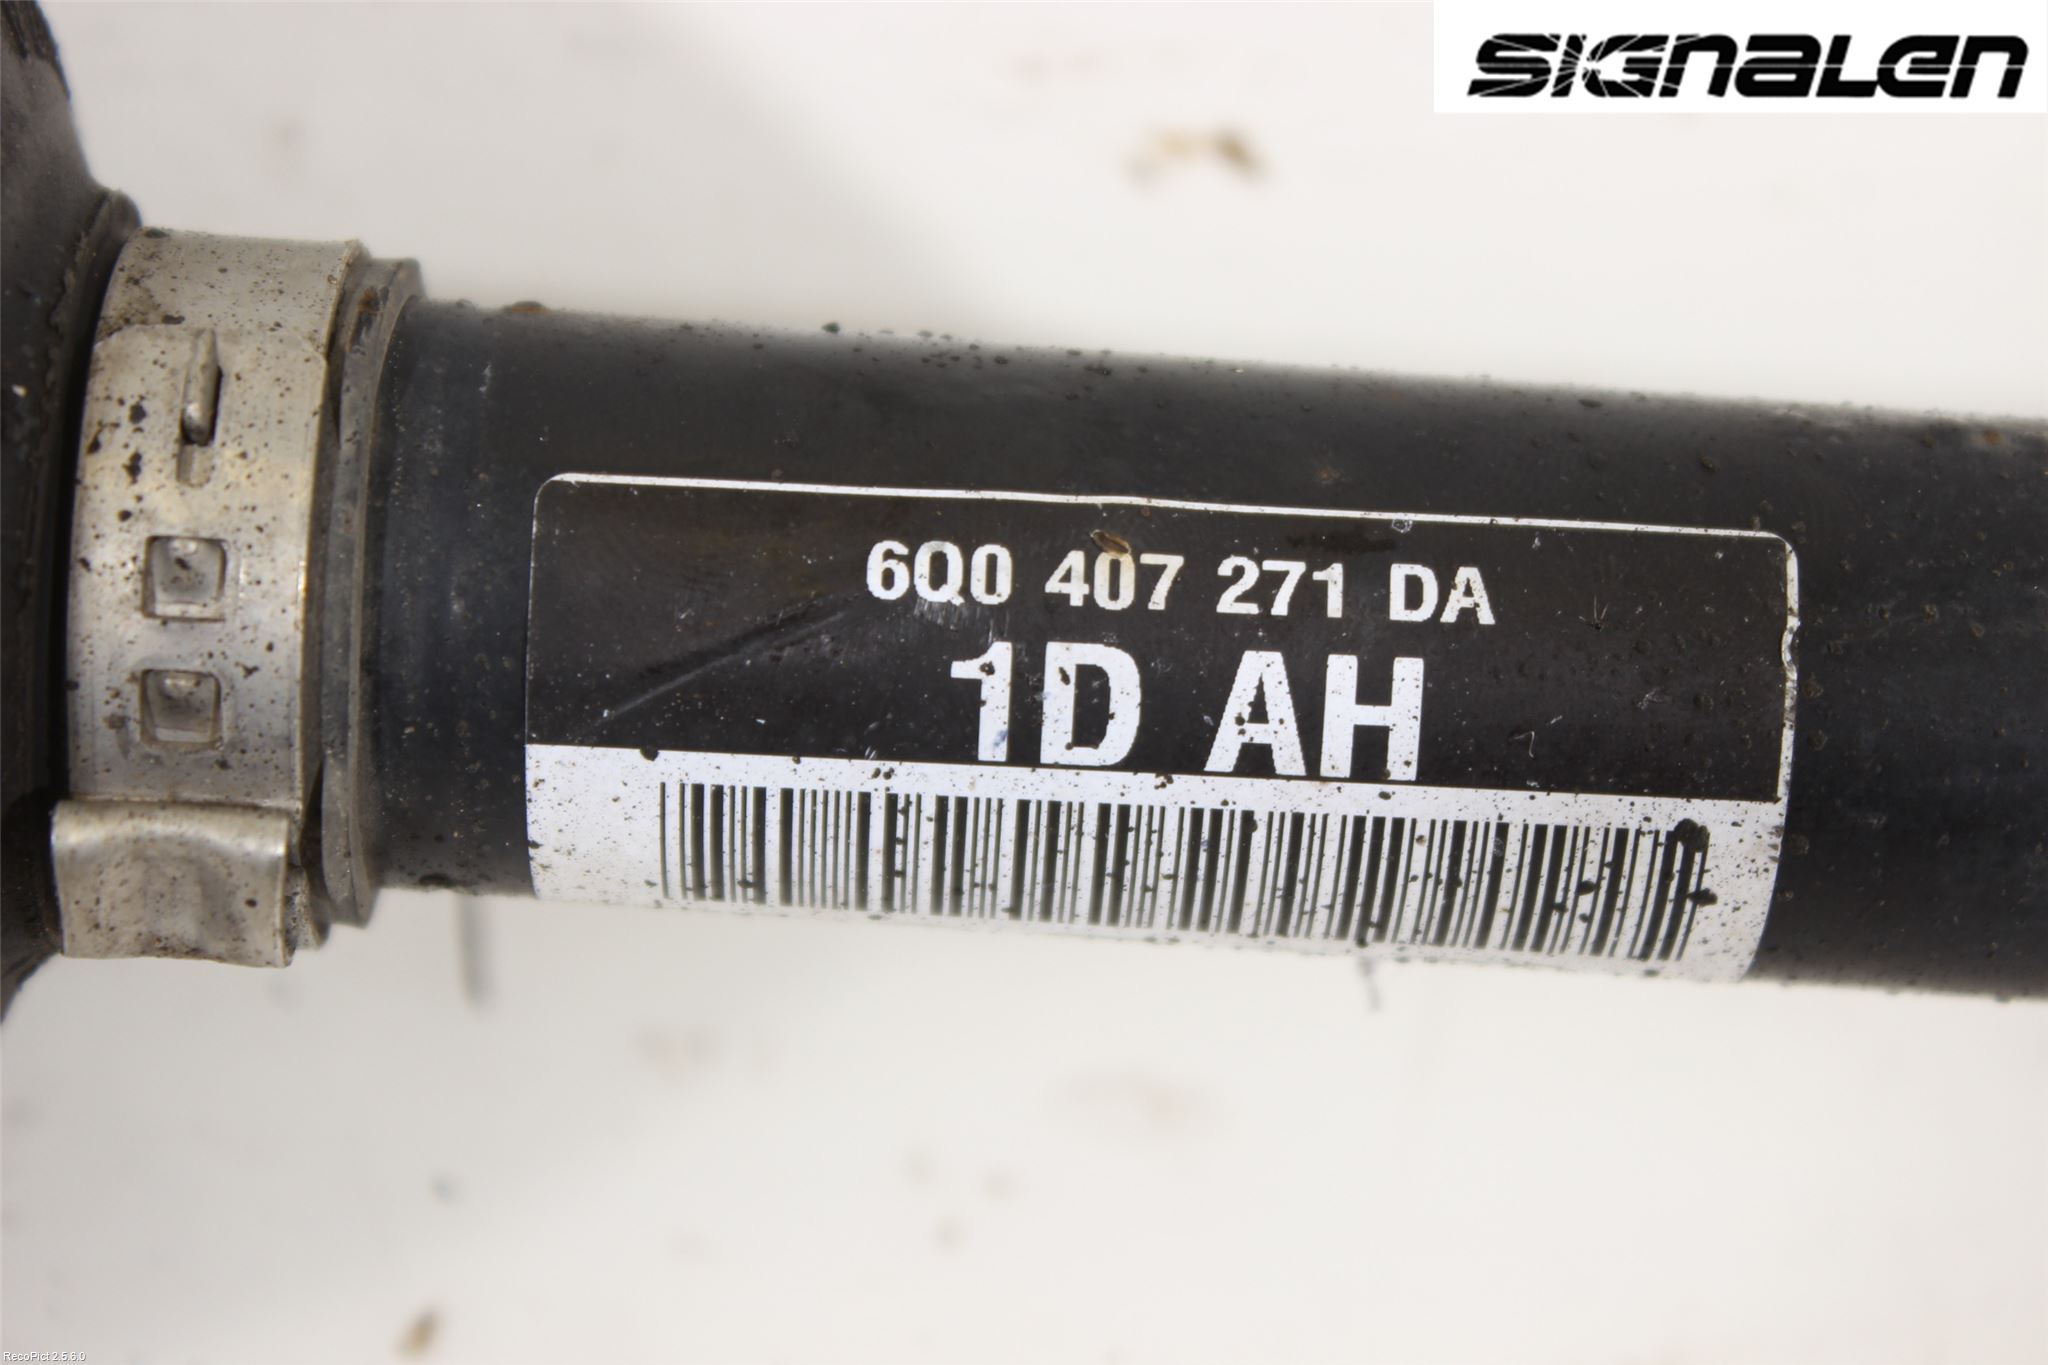 SIGNALEN
6Q0 407 271 DA
1D AH
RecoPict 2.5.6.0